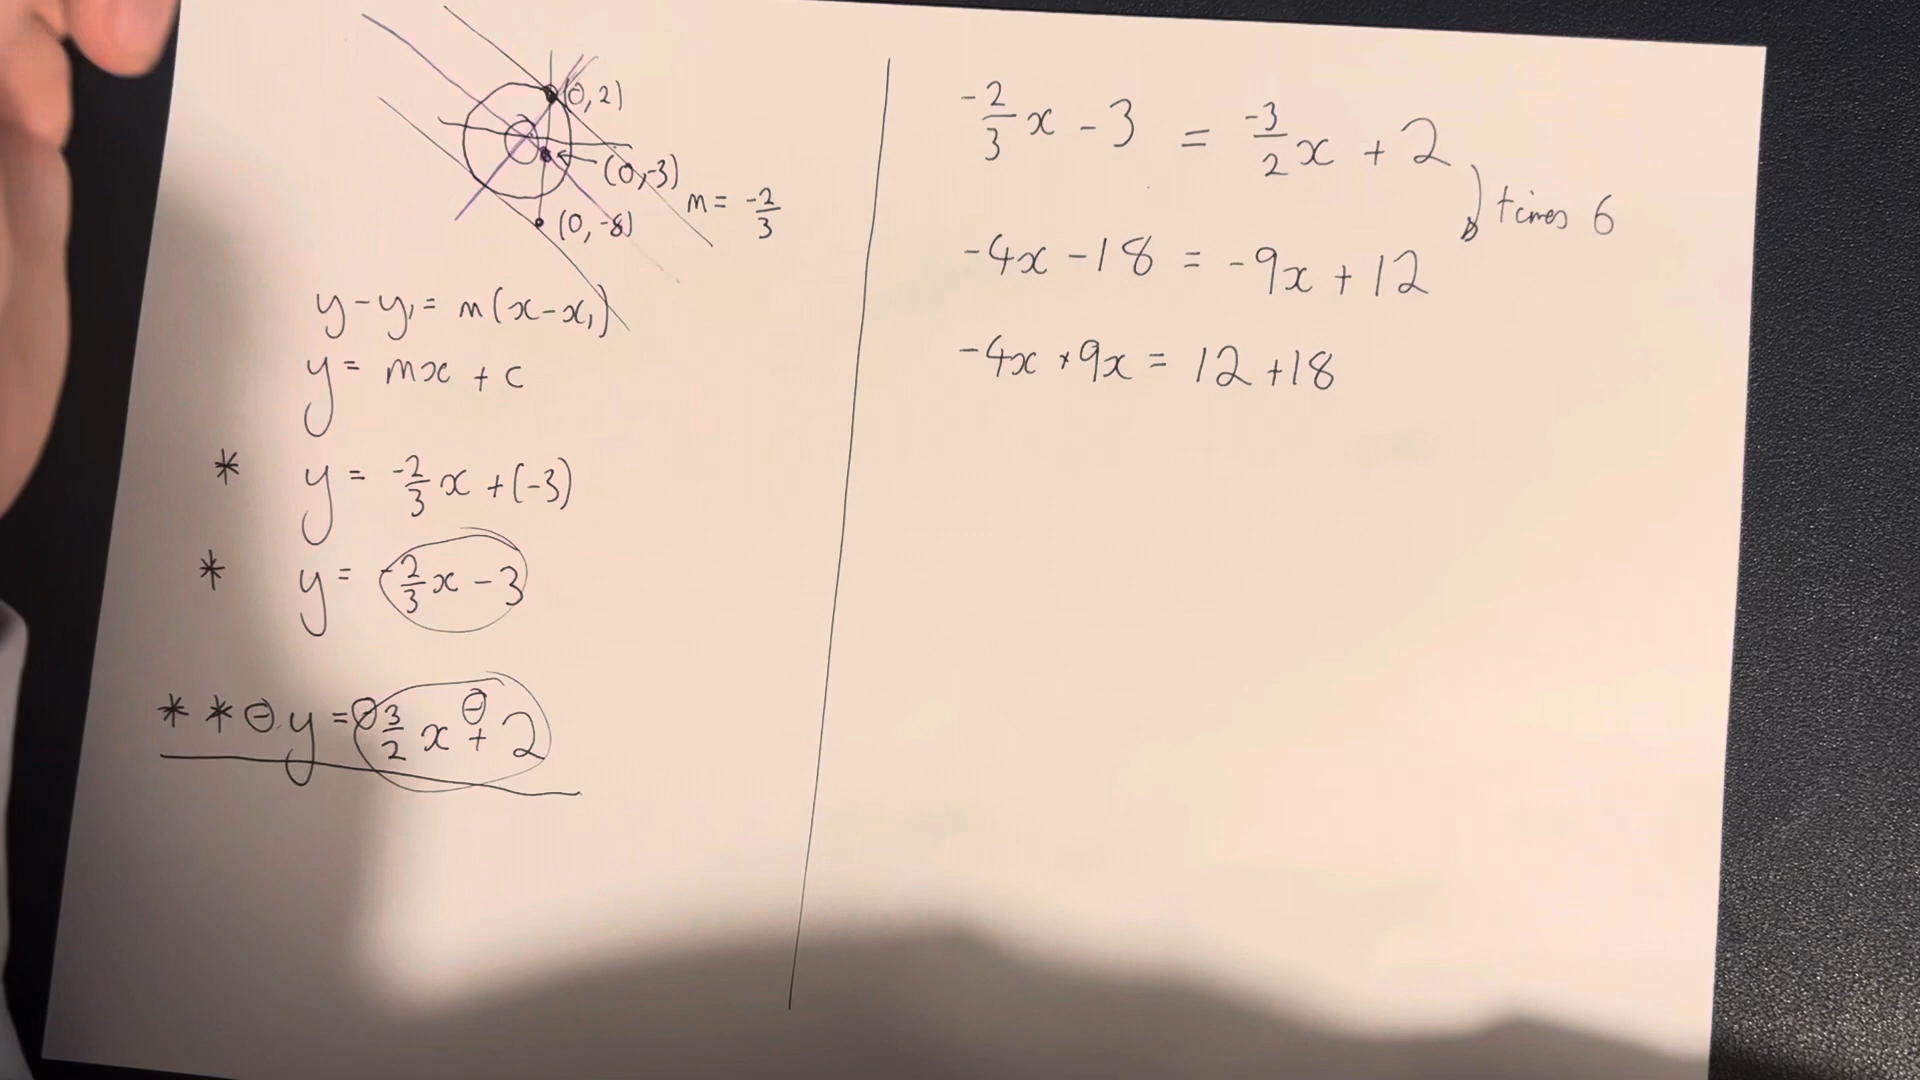 (0,2)
(0,-3)
m = -2/3
(0,-8)
y-y₁ = m(x-x₁)
y = mx + c
* y = -2/3 x + (-3)
* y = -2/3 x - 3
* * ⊖ y = ⊖ 3/2 x ⊖ + 2
-2/3 x - 3 = -3/2 x + 2
times 6
-4x - 18 = -9x + 12
-4x + 9x = 12 + 18